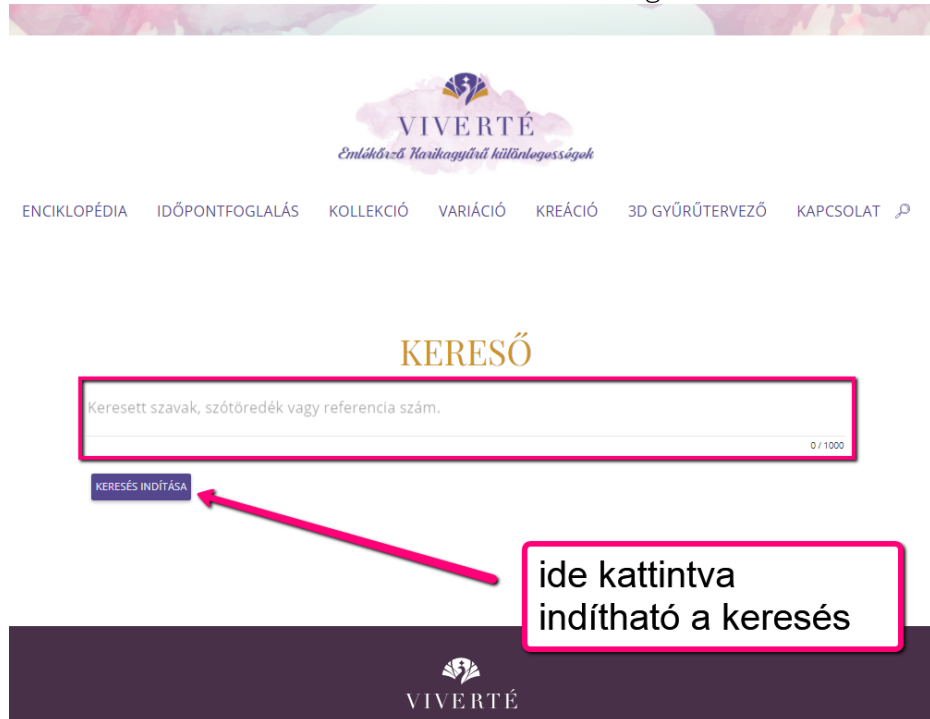 VIVERTÉ
Emlékőrző Karikagyűrű különlegességek
ENCIKLOPÉDIA IDŐPONTFOGLALÁS KOLLEKCIÓ VARIÁCIÓ KREÁCIÓ 3D GYŰRŰTERVEZŐ KAPCSOLAT
KERESŐ
Keresett szavak, szótöredék vagy referencia szám.
0 / 1000
KERESÉS INDÍTÁSA
ide kattintva
indítható a keresés
VIVERTÉ